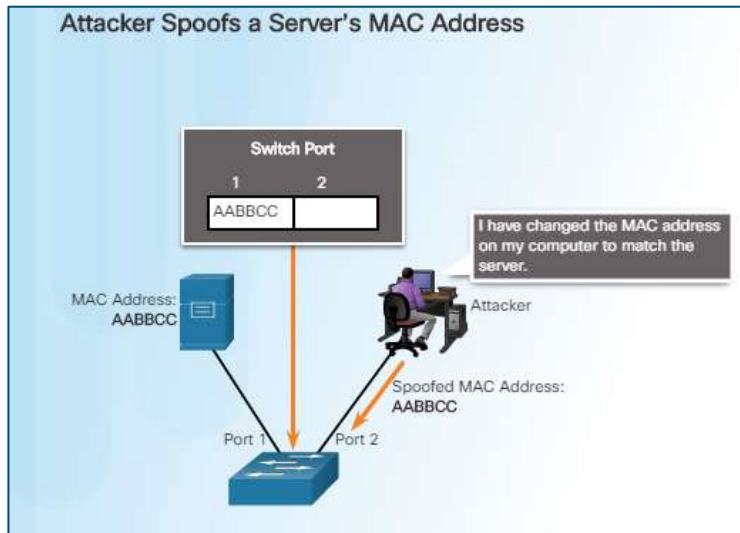 Attacker Spoofs a Server's MAC Address
Switch Port
1 2
AABBCC
I have changed the MAC address
on my computer to match the
server.
MAC Address:
AABBCC
Attacker
Spoofed MAC Address:
AABBCC
Port 1 Port 2